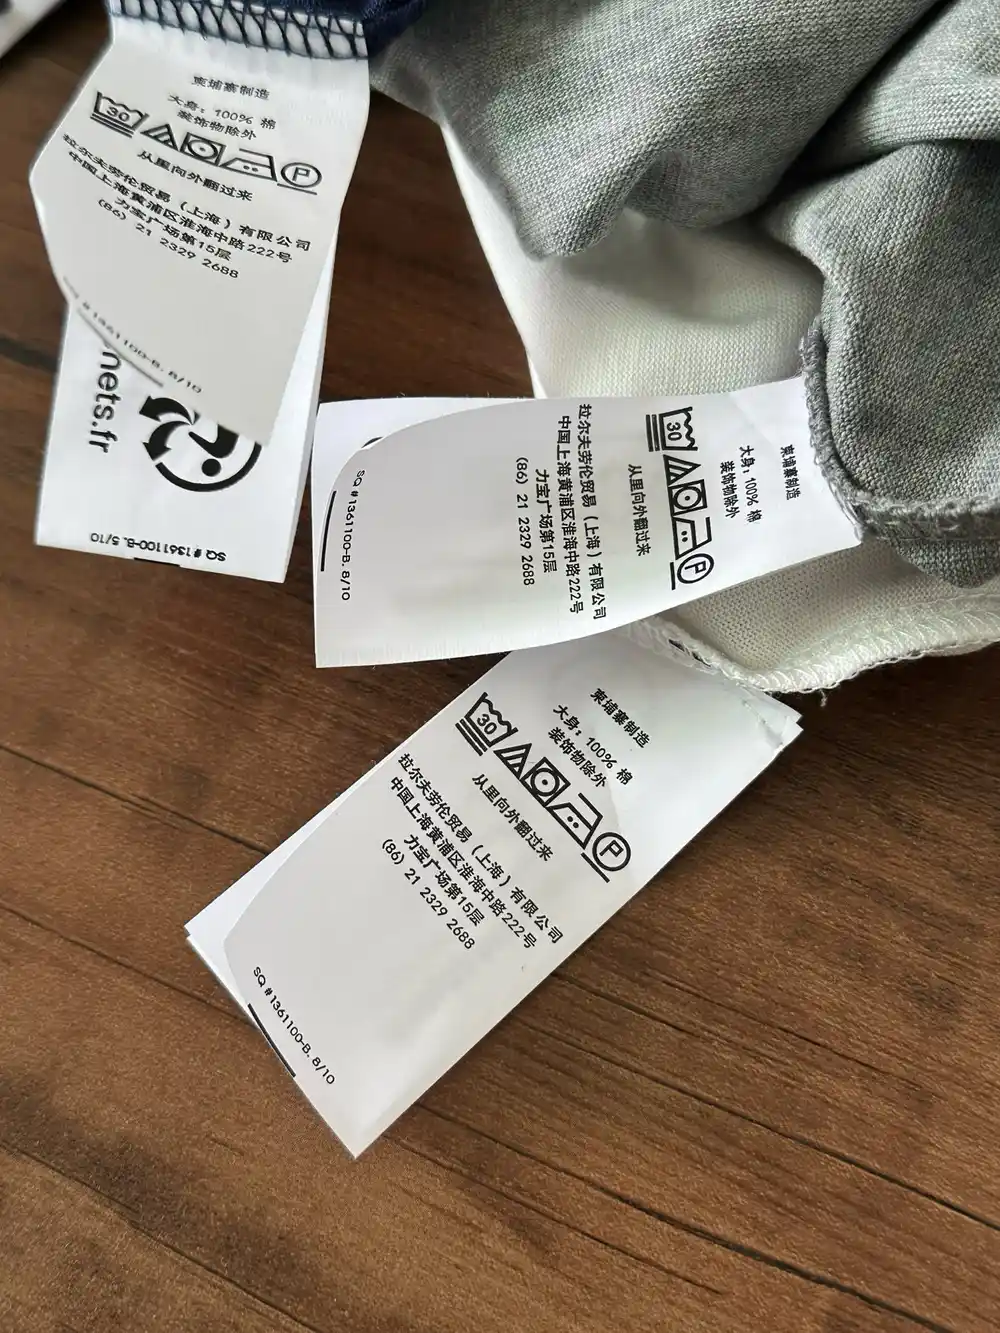 柬埔寨制造
大身：100% 棉
装饰物除外
30
P
从里向外翻过来
拉尔夫劳伦贸易（上海）有限公司
中国上海黄浦区淮海中路222号
力宝广场第15层
21 2329 2688
(86)
#1361100-B. 8/10
nets.fr
SQ #1361100-B. 5/10
柬埔寨制造
大身：100% 棉
装饰物除外
30
P
从里向外翻过来
拉尔夫劳伦贸易（上海）有限公司
中国上海黄浦区淮海中路222号
力宝广场第15层
(86) 21 2329 2688
SQ #1361100-B. 8/10
柬埔寨制造
大身：100% 棉
装饰物除外
30
P
从里向外翻过来
拉尔夫劳伦贸易（上海）有限公司
中国上海黄浦区淮海中路222号
力宝广场第15层
(86) 21 2329 2688
SQ #1361100-B. 8/10